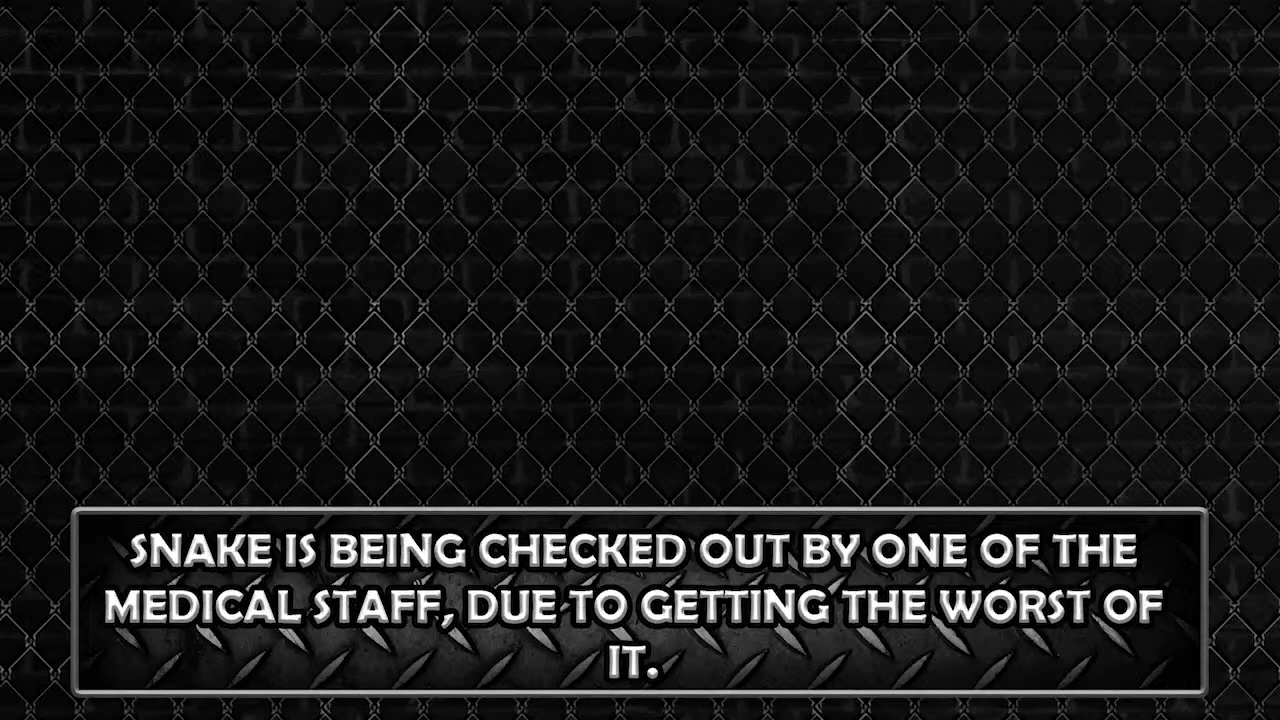 SNAKE IS BEING CHECKED OUT BY ONE OF THE
MEDICAL STAFF, DUE TO GETTING THE WORST OF
IT.